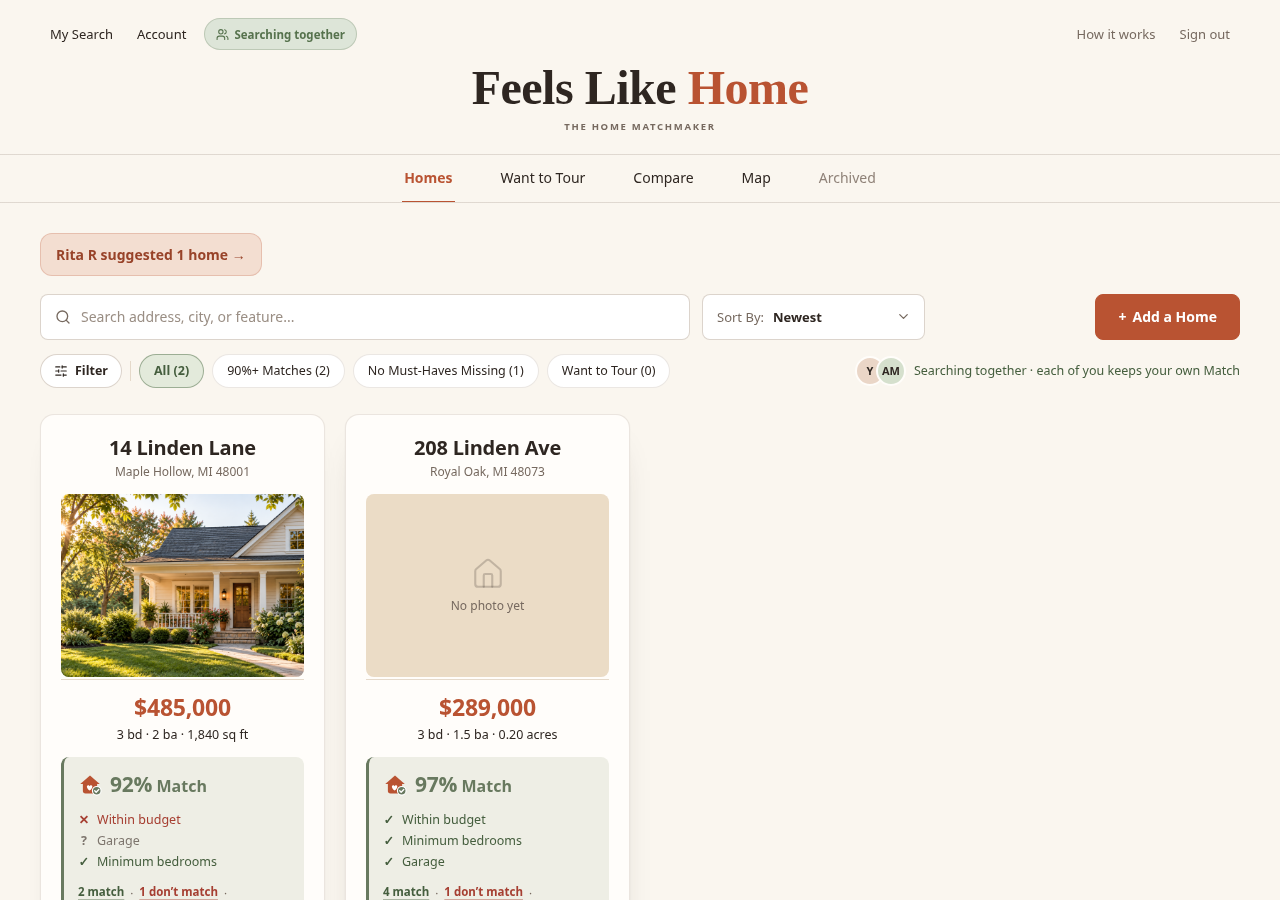 My Search Account Searching together How it works Sign out
Feels Like Home
THE HOME MATCHMAKER
Homes Want to Tour Compare Map Archived
Rita R suggested 1 home →
Search address, city, or feature... Sort By: Newest + Add a Home
Filter All (2) 90%+ Matches (2) No Must-Haves Missing (1) Want to Tour (0) Y AM Searching together · each of you keeps your own Match
14 Linden Lane
Maple Hollow, MI 48001
$485,000
3 bd · 2 ba · 1,840 sq ft
92% Match
✕ Within budget
? Garage
✓ Minimum bedrooms
2 match · 1 don't match ·
208 Linden Ave
Royal Oak, MI 48073
No photo yet
$289,000
3 bd · 1.5 ba · 0.20 acres
97% Match
✓ Within budget
✓ Minimum bedrooms
✓ Garage
4 match · 1 don't match ·